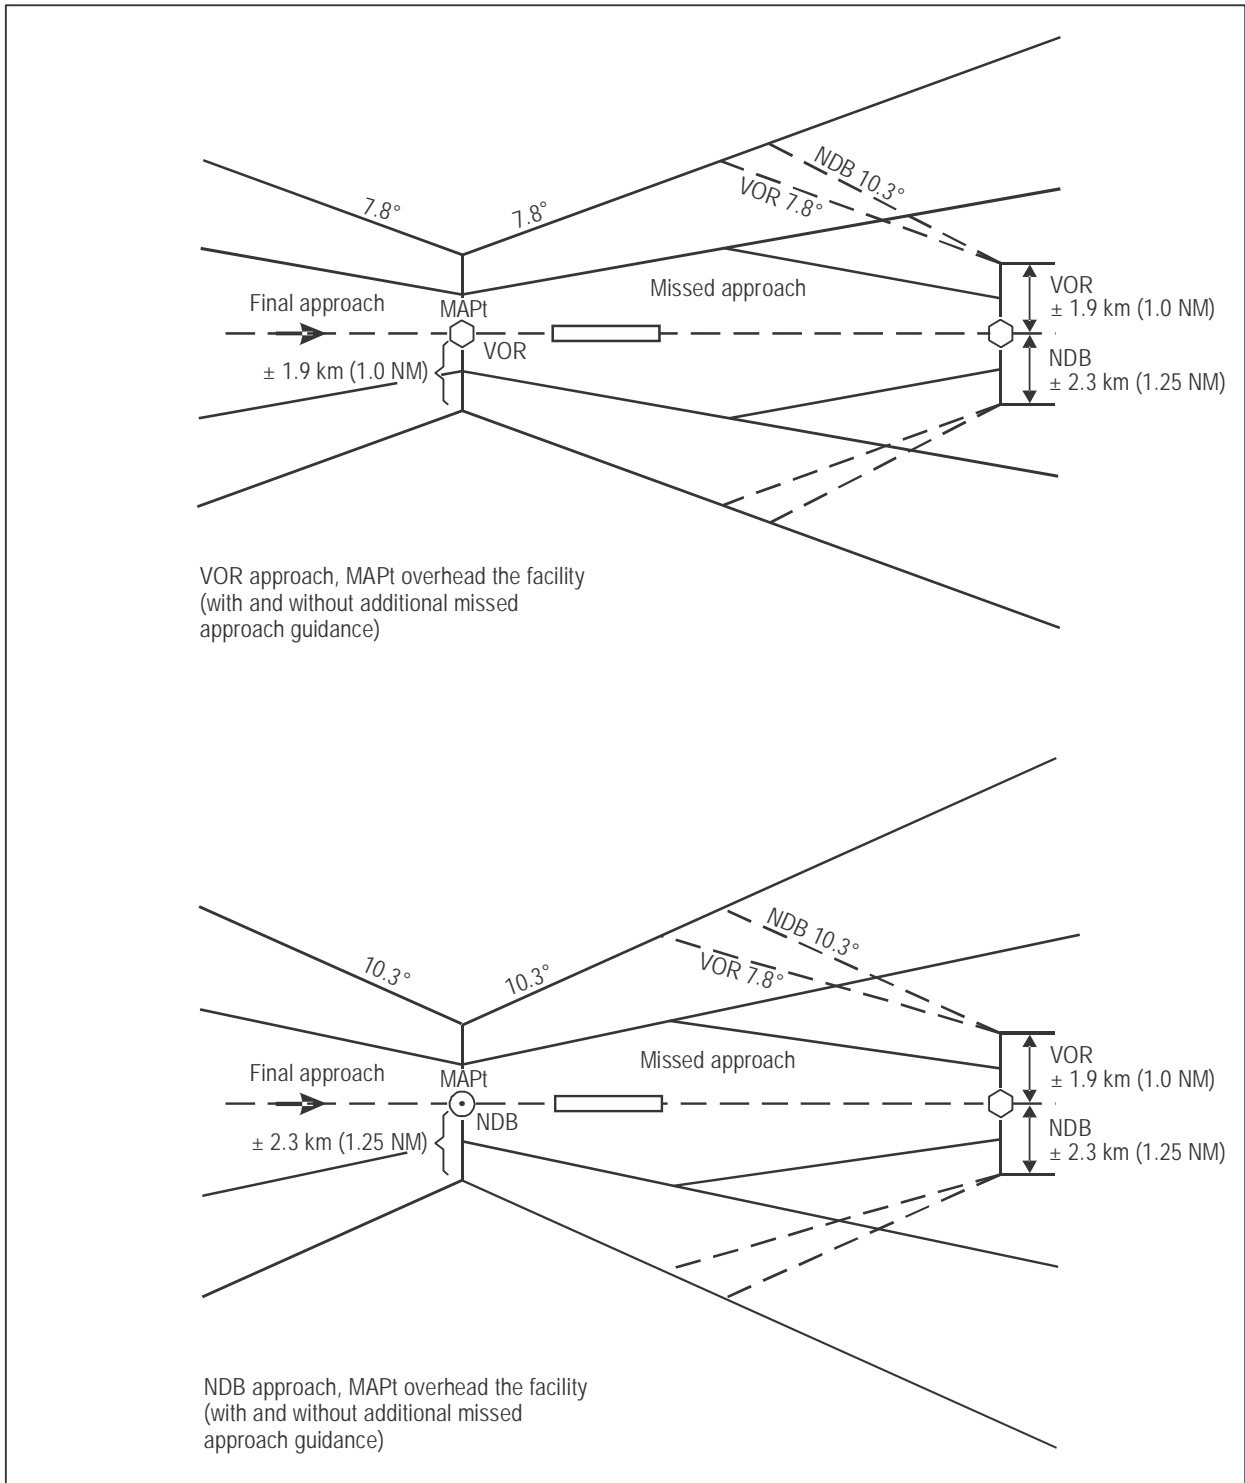 7.8°
7.8°
NDB 10.3°
VOR 7.8°
Final approach
MAPt
Missed approach
VOR
± 1.9 km (1.0 NM)
VOR
± 1.9 km (1.0 NM)
NDB
± 2.3 km (1.25 NM)
VOR approach, MAPt overhead the facility
(with and without additional missed
approach guidance)
10.3°
10.3°
NDB 10.3°
VOR 7.8°
Final approach
MAPt
Missed approach
VOR
± 1.9 km (1.0 NM)
NDB
± 2.3 km (1.25 NM)
NDB
± 2.3 km (1.25 NM)
NDB approach, MAPt overhead the facility
(with and without additional missed
approach guidance)